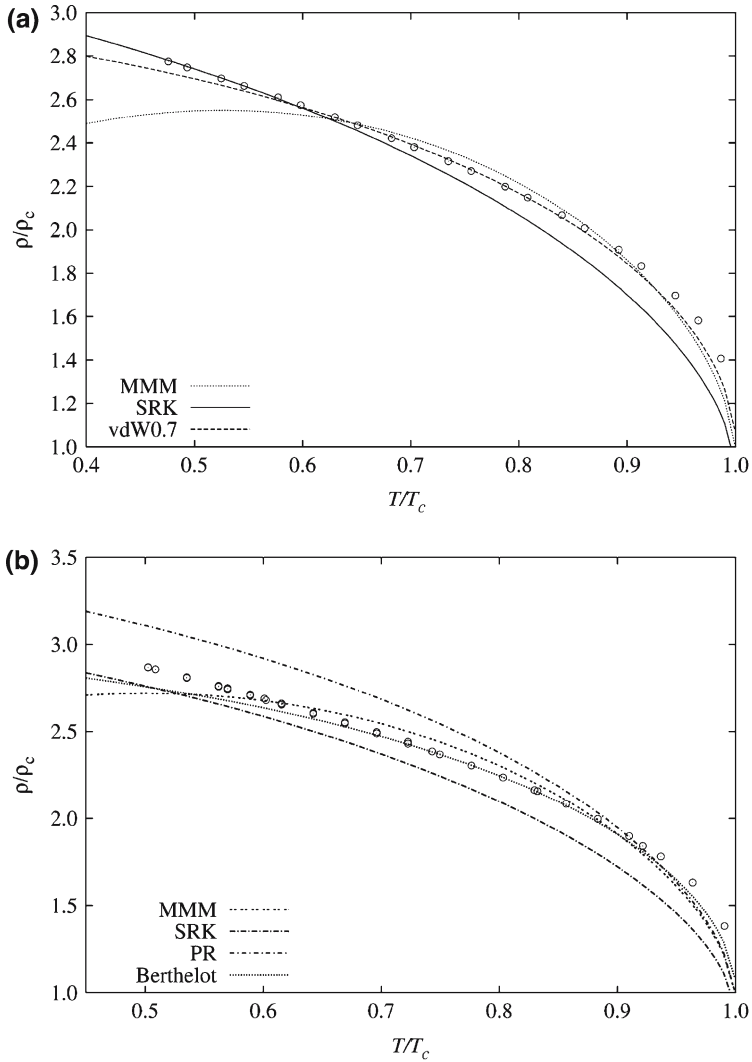 (a)
3.0
2.8
2.6
2.4
2.2
2.0
1.8
1.6
1.4
1.2
1.0
ρ/ρc
MMM
SRK
vdW0.7
0.4 0.5 0.6 0.7 0.8 0.9 1.0
T/Tc
(b)
3.5
3.0
2.5
2.0
1.5
1.0
ρ/ρc
MMM
SRK
PR
Berthelot
0.5 0.6 0.7 0.8 0.9 1.0
T/Tc